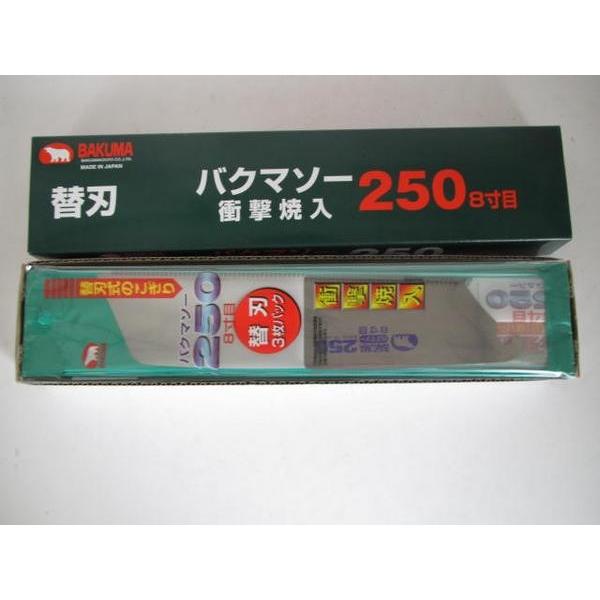 BAKUMA
MADE IN JAPAN
替刃
バクマソー
衝撃焼入
250 8寸目
250
替刃式のこぎり
バクマソー
250
8寸目
替刃
3枚パック
衝撃焼入